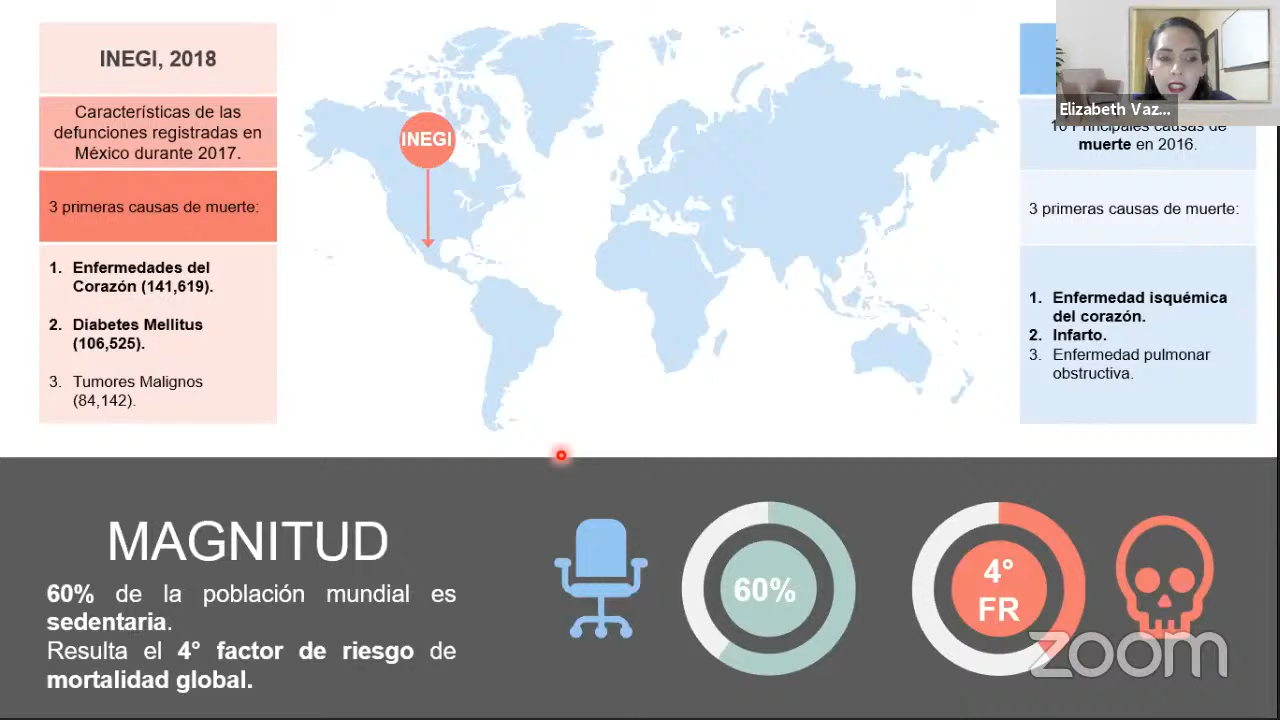 INEGI, 2018
Características de las
defunciones registradas en
México durante 2017.
3 primeras causas de muerte:
1. Enfermedades del
Corazón (141,619).
2. Diabetes Mellitus
(106,525).
3. Tumores Malignos
(84,142).
INEGI
Elizabeth Vaz...
10 Principales causas de
muerte en 2016.
3 primeras causas de muerte:
1. Enfermedad isquémica
del corazón.
2. Infarto.
3. Enfermedad pulmonar
obstructiva.
MAGNITUD
60% de la población mundial es
sedentaria.
Resulta el 4° factor de riesgo de
mortalidad global.
60%
4°
FR
zoom